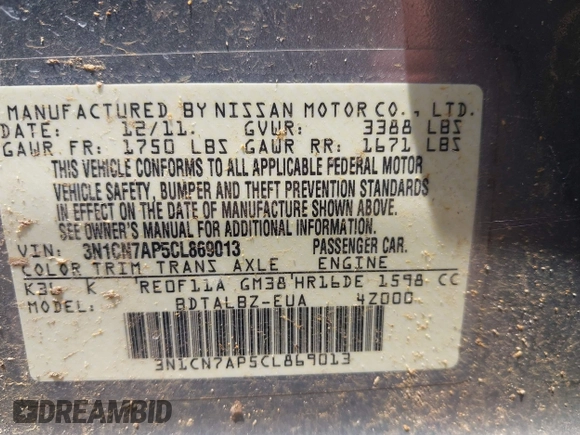 MANUFACTURED BY NISSAN MOTOR CO., LTD.
DATE: 12/11. GVWR: 3388 LBS
GAWR FR: 1750 LBS GAWR RR: 1671 LBS
THIS VEHICLE CONFORMS TO ALL APPLICABLE FEDERAL MOTOR
VEHICLE SAFETY, BUMPER AND THEFT PREVENTION STANDARDS
IN EFFECT ON THE DATE OF MANUFACTURE SHOWN ABOVE.
SEE OWNER'S MANUAL FOR ADDITIONAL INFORMATION.
VIN: 3N1CN7AP5CL869013 PASSENGER CAR.
COLOR TRIM TRANS AXLE ENGINE
K REOF11A GM38 HR16DE 1598 CC
MODEL: BDTALBZ-EUA 4Z000
3N1CN7AP5CL869013
DREAMBID